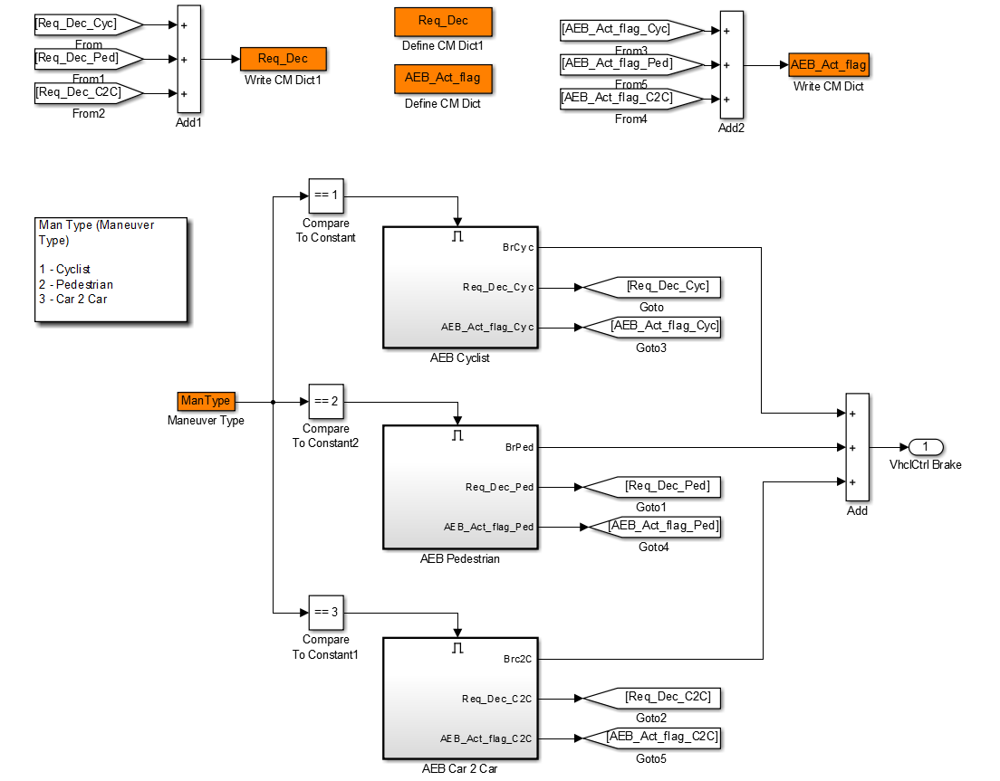 [Req_Dec_Cyc]
From
[Req_Dec_Ped]
From1
[Req_Dec_C2C]
From2
+
+
+
Add1
Req_Dec
Write CM Dict1
Req_Dec
Define CM Dict1
AEB_Act_flag
Define CM Dict
[AEB_Act_flag_Cyc]
From3
[AEB_Act_flag_Ped]
From5
[AEB_Act_flag_C2C]
From4
+
+
+
Add2
AEB_Act_flag
Write CM Dict
Man Type (Maneuver
Type)
1 - Cyclist
2 - Pedestrian
3 - Car 2 Car
ManType
Maneuver Type
== 1
Compare
To Constant
BrCyc
Req_Dec_Cyc
AEB_Act_flag_Cyc
AEB Cyclist
[Req_Dec_Cyc]
Goto
[AEB_Act_flag_Cyc]
Goto3
== 2
Compare
To Constant2
BrPed
Req_Dec_Ped
AEB_Act_flag_Ped
AEB Pedestrian
[Req_Dec_Ped]
Goto1
[AEB_Act_flag_Ped]
Goto4
== 3
Compare
To Constant1
Brc2C
Req_Dec_C2C
AEB_Act_flag_C2C
AEB Car 2 Car
[Req_Dec_C2C]
Goto2
[AEB_Act_flag_C2C]
Goto5
+
+
+
Add
1
VhclCtrl Brake